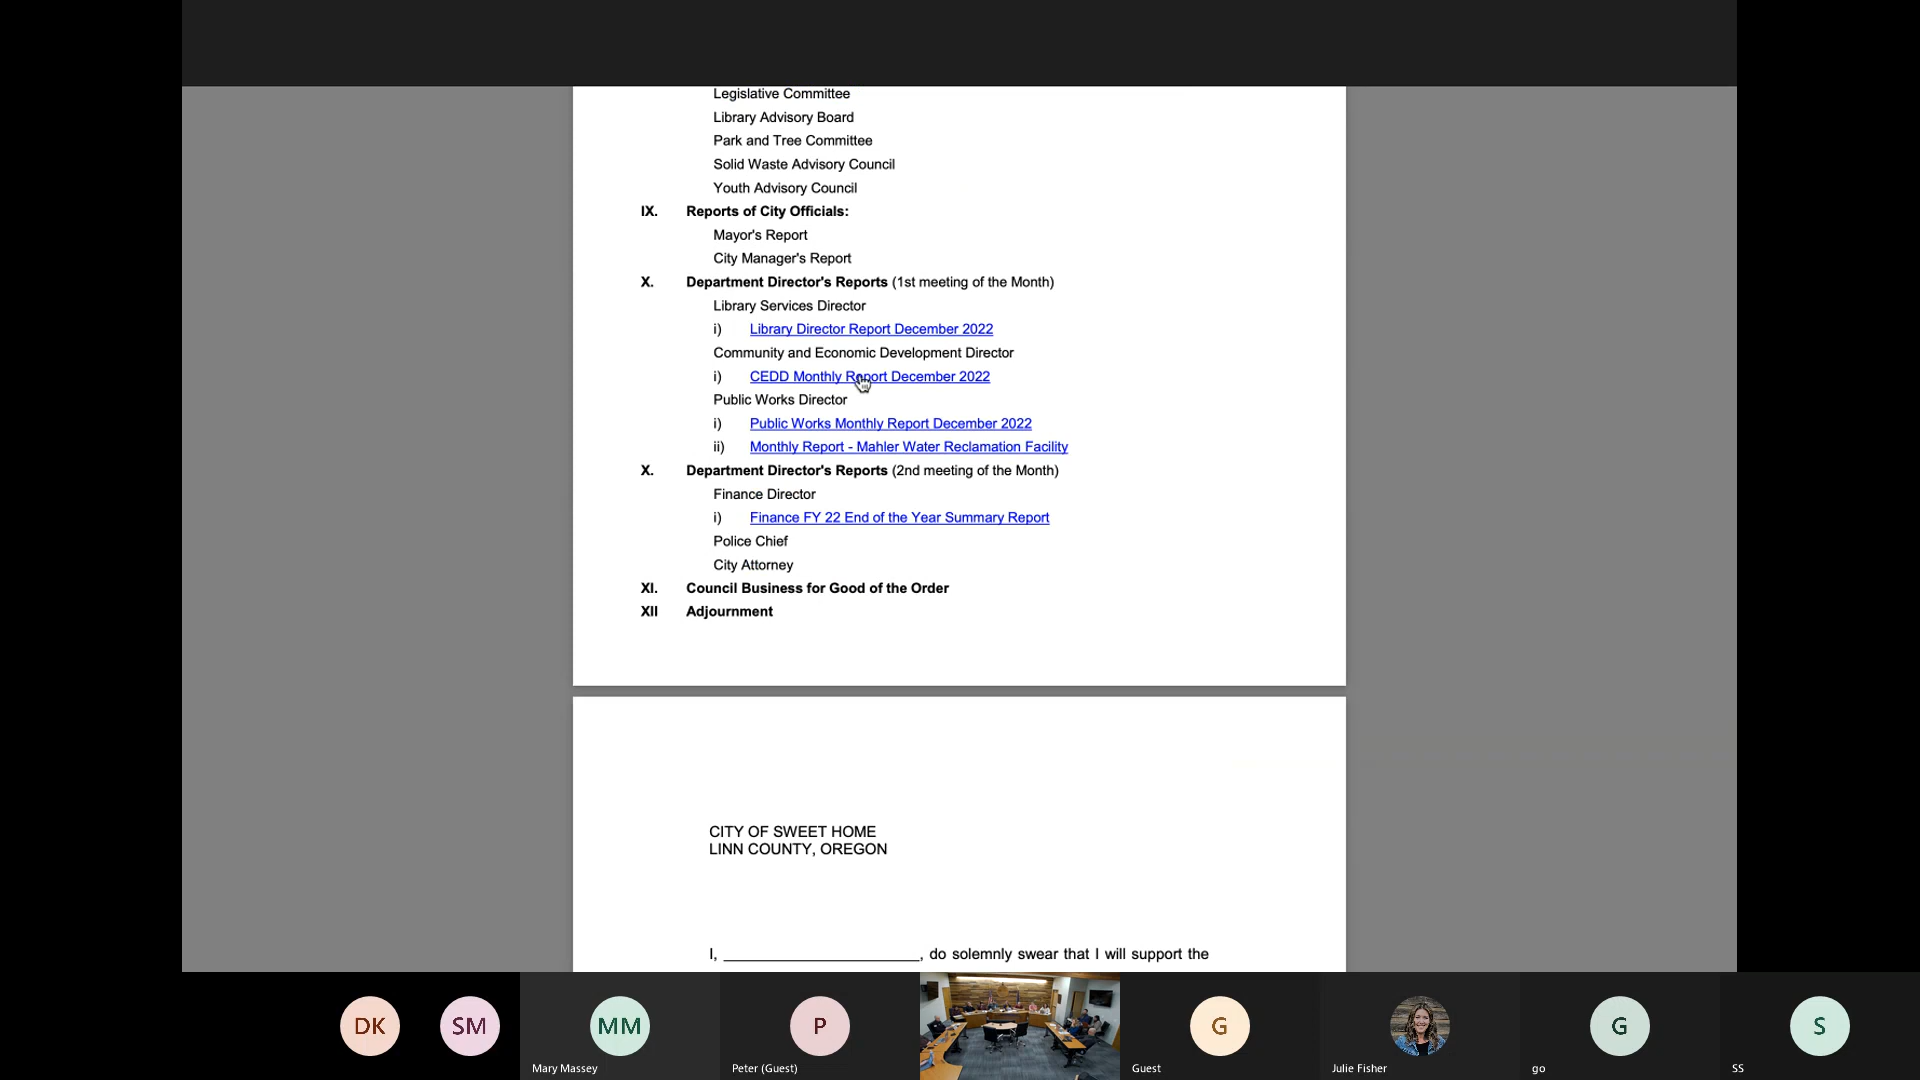 Legislative Committee
Library Advisory Board
Park and Tree Committee
Solid Waste Advisory Council
Youth Advisory Council
IX. Reports of City Officials:
Mayor's Report
City Manager's Report
X. Department Director's Reports (1st meeting of the Month)
Library Services Director
i) Library Director Report December 2022
Community and Economic Development Director
i) CEDD Monthly Report December 2022
Public Works Director
i) Public Works Monthly Report December 2022
ii) Monthly Report - Mahler Water Reclamation Facility
X. Department Director's Reports (2nd meeting of the Month)
Finance Director
i) Finance FY 22 End of the Year Summary Report
Police Chief
City Attorney
XI. Council Business for Good of the Order
XII Adjournment
CITY OF SWEET HOME
LINN COUNTY, OREGON
I, ________________________, do solemnly swear that I will support the
DK SM MM P G G S
Mary Massey Peter (Guest) Guest Julie Fisher go SS